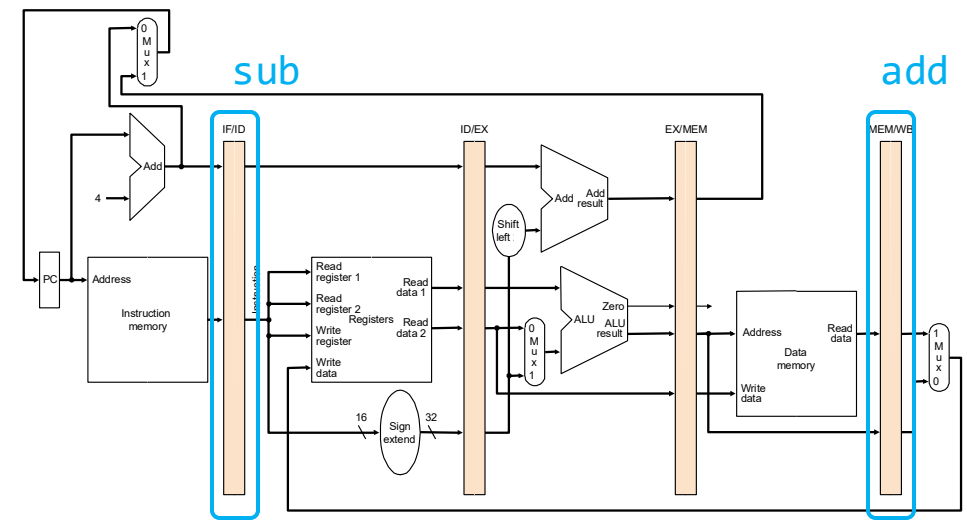 0
M
u
x
1
sub
add
IF/ID
ID/EX
EX/MEM
MEM/WB
Add
4
Add
Add
result
Shift
left
PC
Address
Instruction
memory
Instruction
Read
register 1
Read
register 2
Write
register
Write
data
Registers
Read
data 1
Read
data 2
0
M
u
x
1
Zero
ALU
ALU
result
Address
Write
data
Read
data
Data
memory
1
M
u
x
0
16
Sign
extend
32